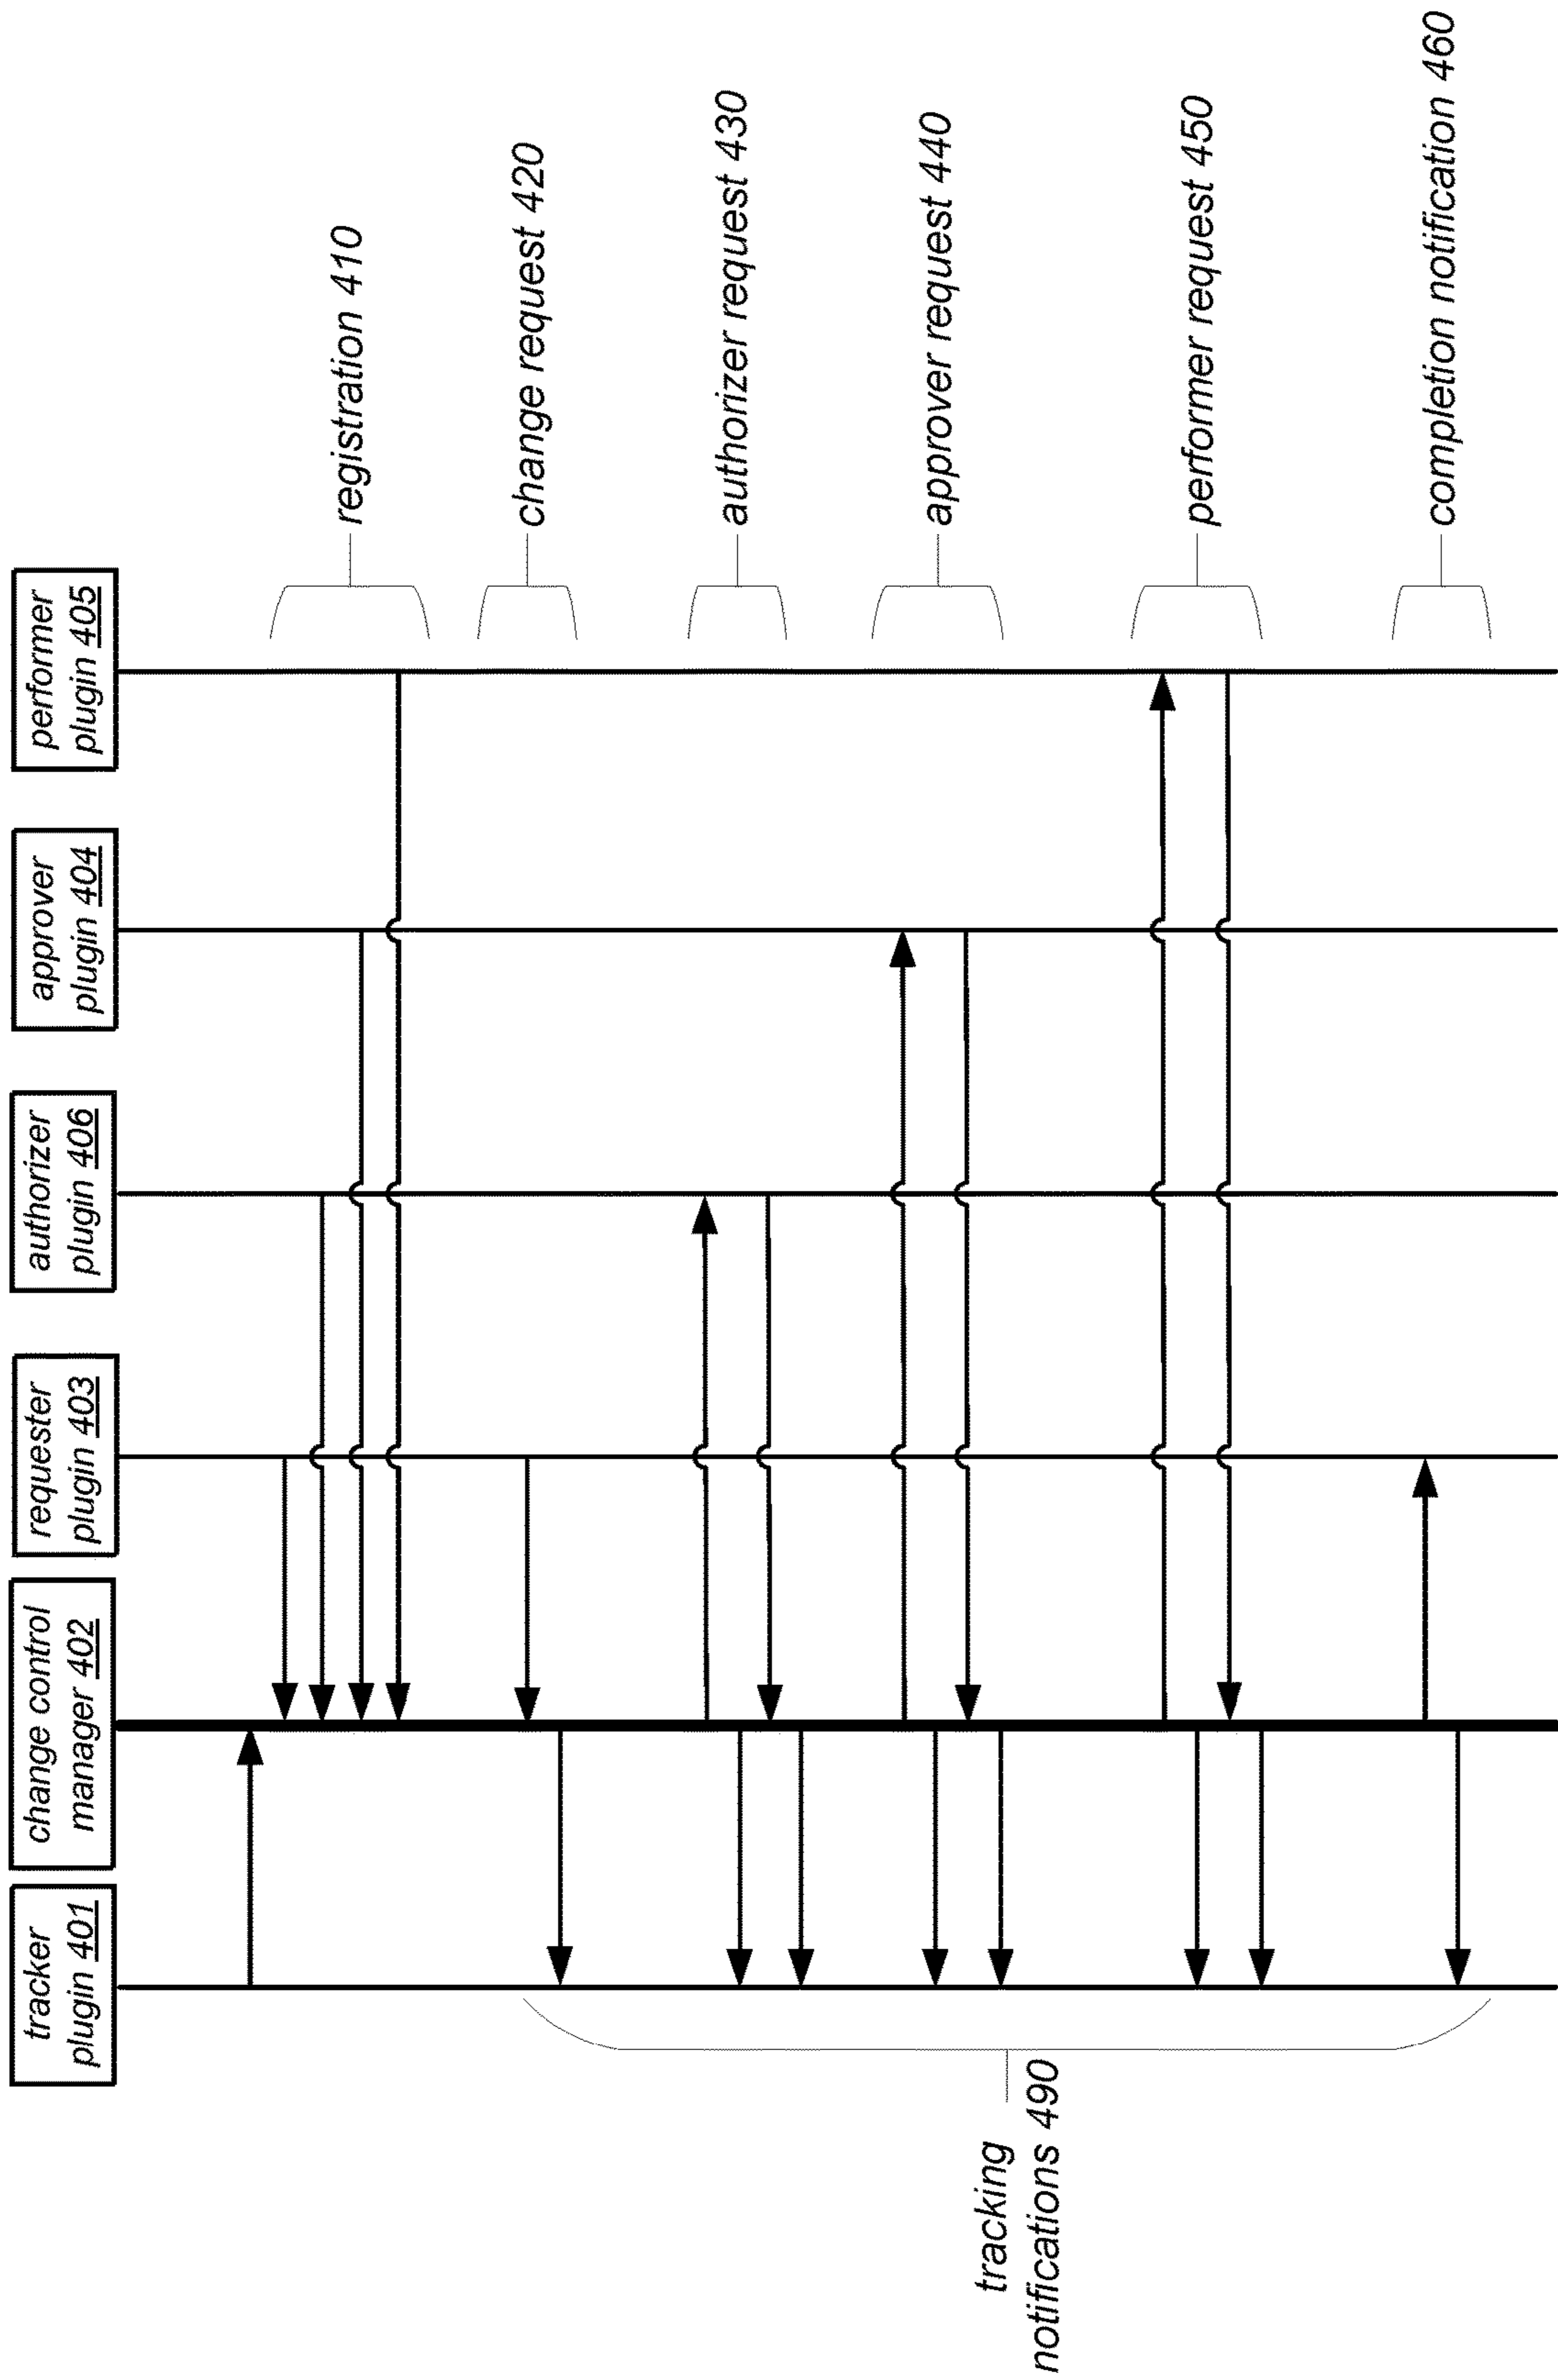 tracker
plugin 401
change control
manager 402
requester
plugin 403
authorizer
plugin 406
approver
plugin 404
performer
plugin 405
registration 410
change request 420
authorizer request 430
approver request 440
performer request 450
completion notification 460
tracking
notifications 490